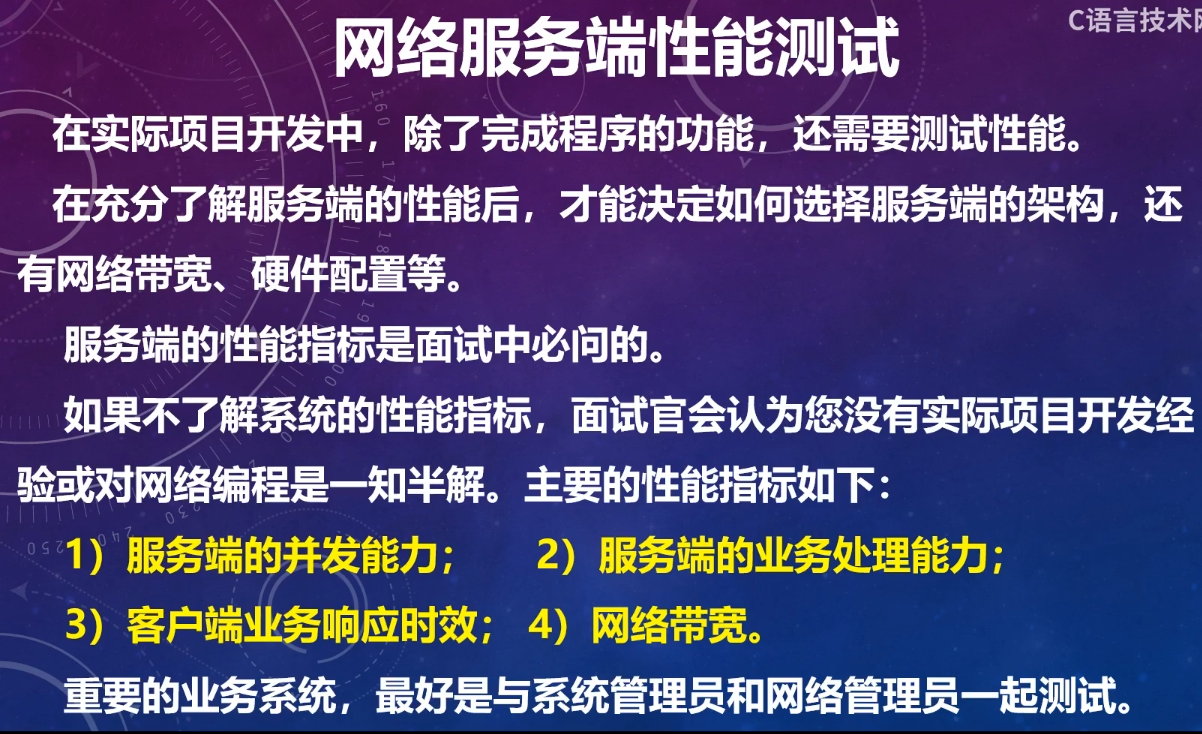 C语言技术网
网络服务端性能测试
在实际项目开发中，除了完成程序的功能，还需要测试性能。
在充分了解服务端的性能后，才能决定如何选择服务端的架构，还
有网络带宽、硬件配置等。
服务端的性能指标是面试中必问的。
如果不了解系统的性能指标，面试官会认为您没有实际项目开发经
验或对网络编程是一知半解。主要的性能指标如下：
1）服务端的并发能力； 2）服务端的业务处理能力；
3）客户端业务响应时效； 4）网络带宽。
重要的业务系统，最好是与系统管理员和网络管理员一起测试。
160
190
230
240
250